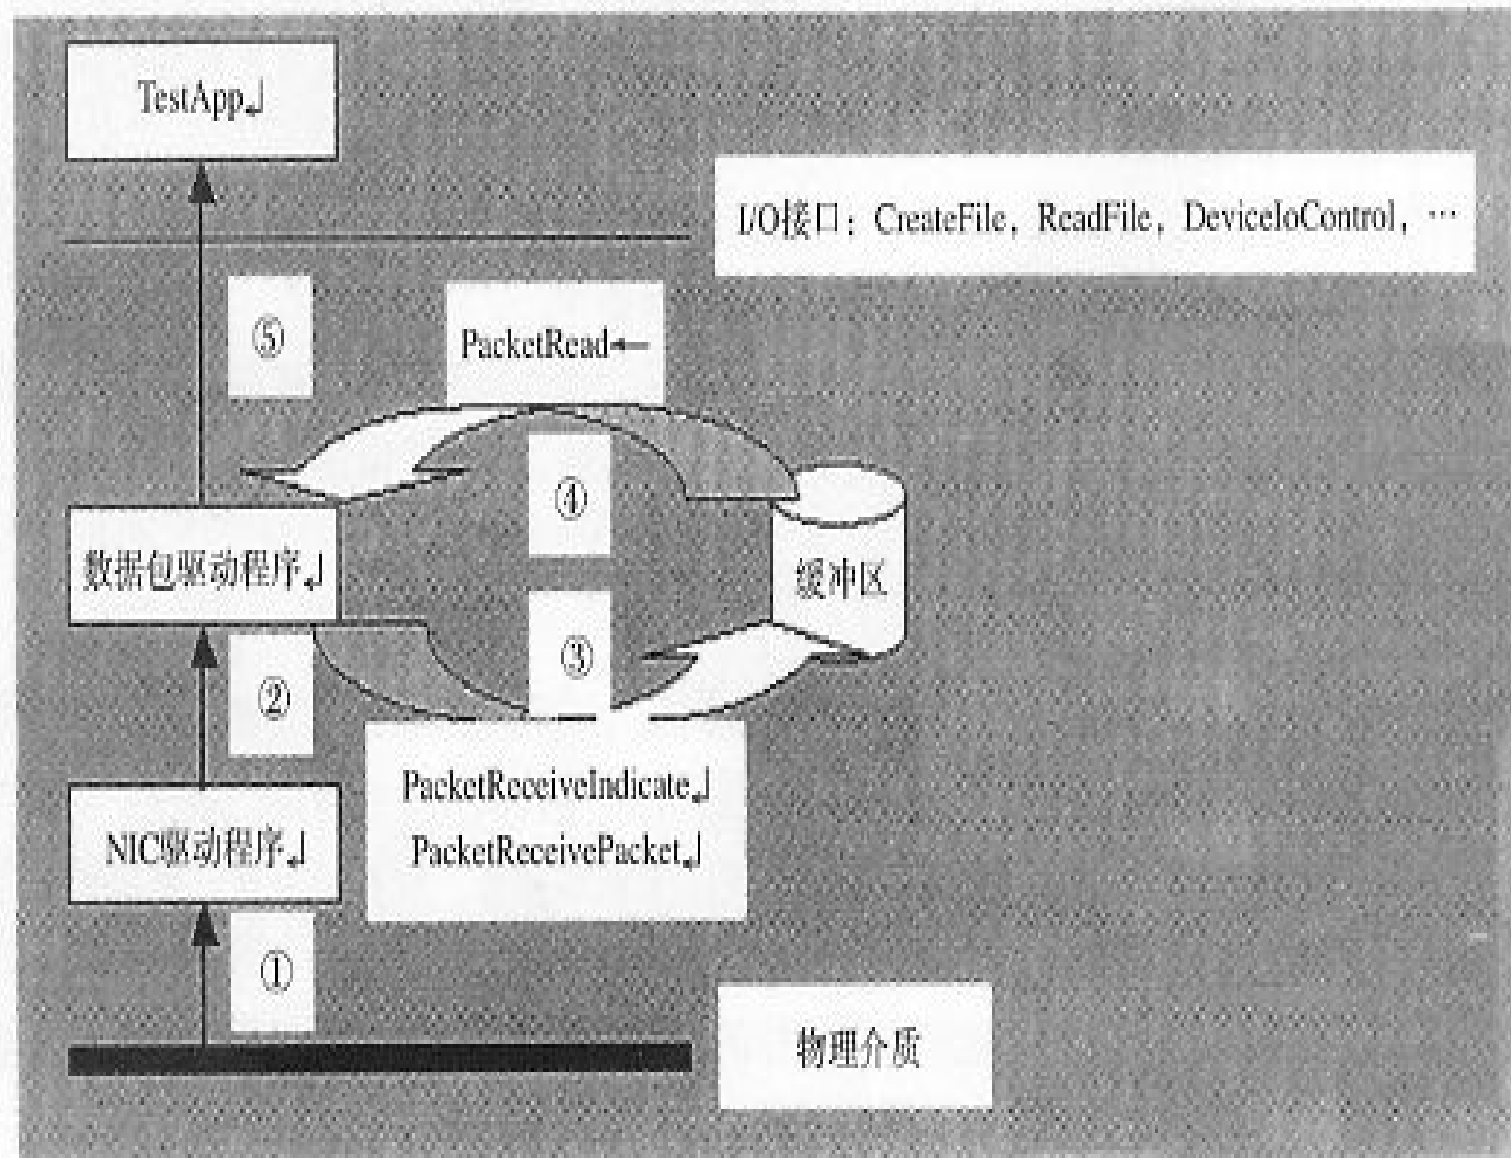 TestApp↲
I/O接口：CreateFile，ReadFile，DeviceIoControl，…
⑤
PacketRead←
④
数据包驱动程序↲
缓冲区
③
②
PacketReceiveIndicate↲
NIC驱动程序↲
PacketReceivePacket↲
①
物理介质